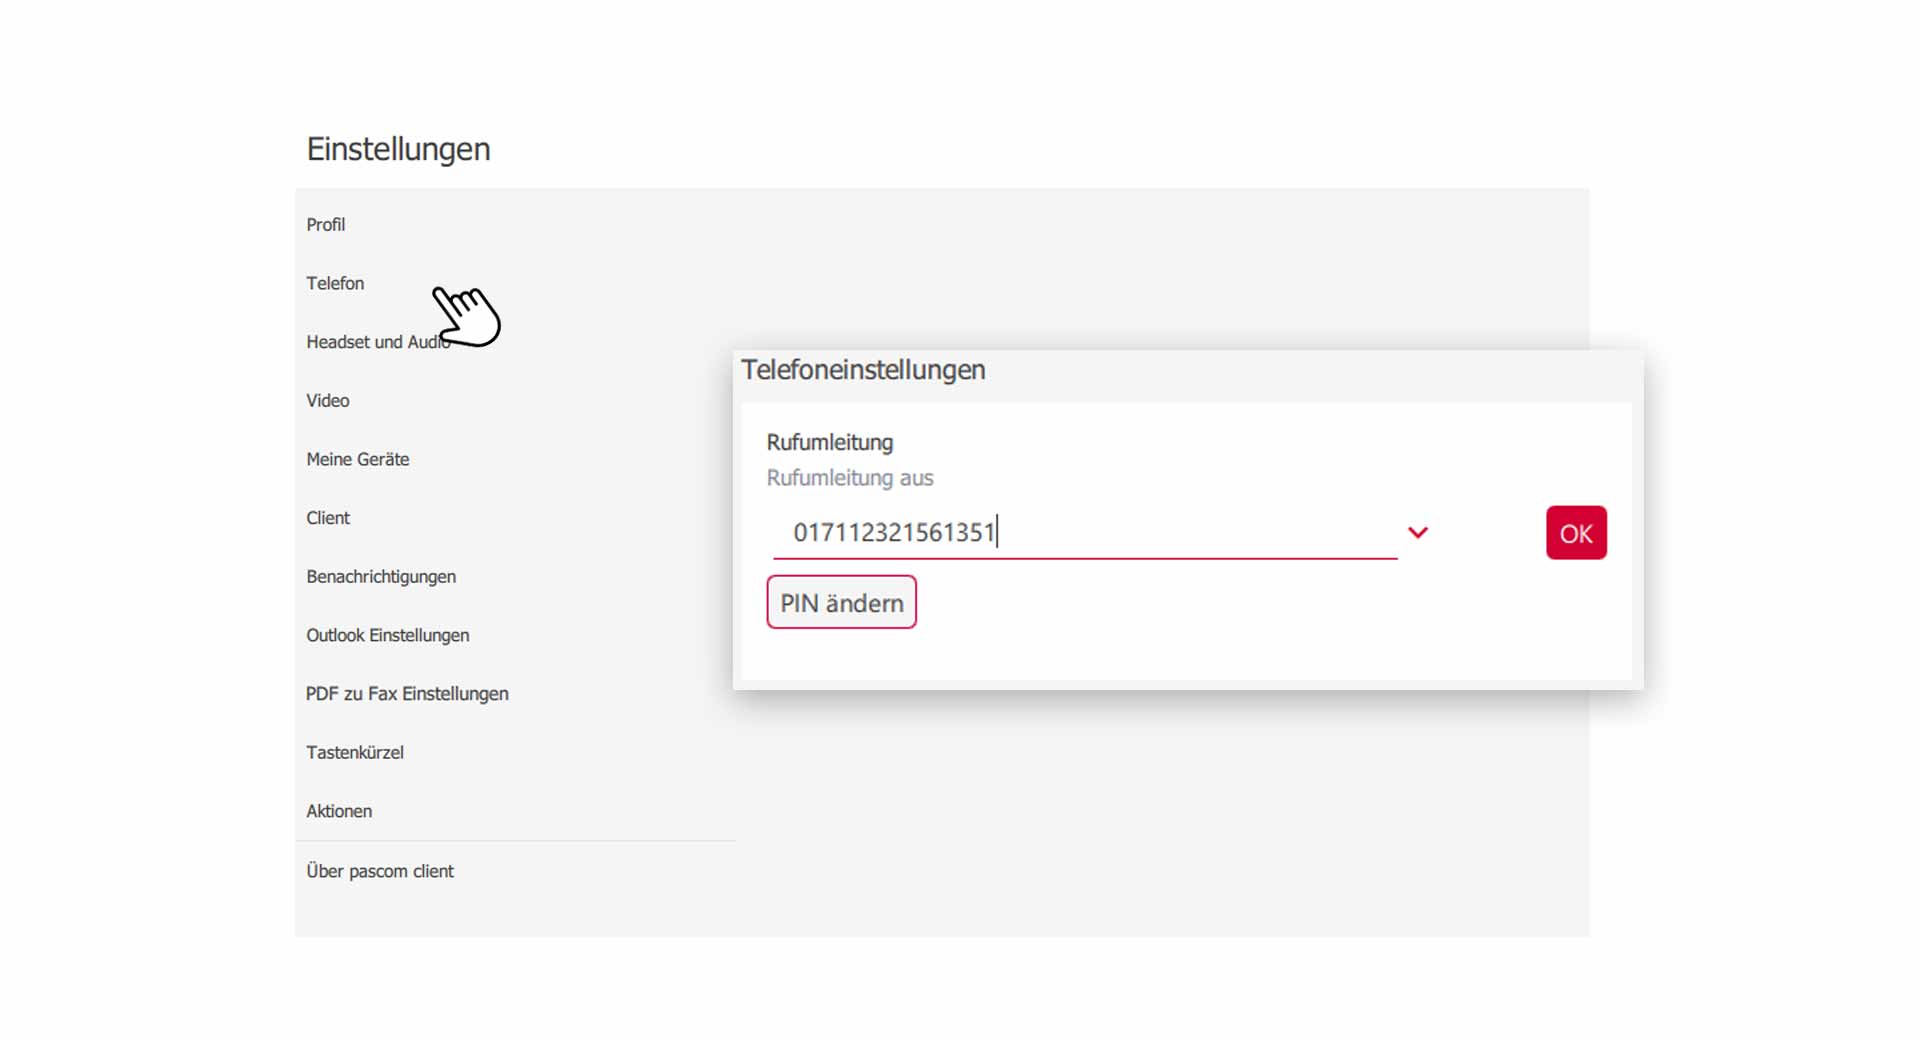 Einstellungen
Profil
Telefon
Headset und Audio
Video
Meine Geräte
Client
Benachrichtigungen
Outlook Einstellungen
PDF zu Fax Einstellungen
Tastenkürzel
Aktionen
Über pascom client
Telefoneinstellungen
Rufumleitung
Rufumleitung aus
017112321561351
OK
PIN ändern